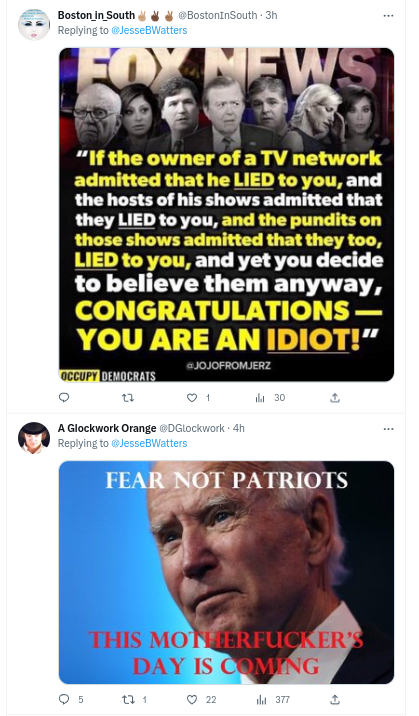 Boston_in_South✌🏼✌🏿✌🏽 @BostonInSouth · 3h
Replying to @JesseBWatters
FOX NEWS
“If the owner of a TV network
admitted that he LIED to you, and
the hosts of his shows admitted that
they LIED to you, and the pundits on
those shows admitted that they too,
LIED to you, and yet you decide
to believe them anyway,
CONGRATULATIONS —
YOU ARE AN IDIOT!”
@JOJOFROMJERZ
OCCUPY DEMOCRATS
1 30
A Glockwork Orange @DGlockwork · 4h
Replying to @JesseBWatters
FEAR NOT PATRIOTS
THIS MOTHERFUCKER'S
DAY IS COMING
5 1 22 377